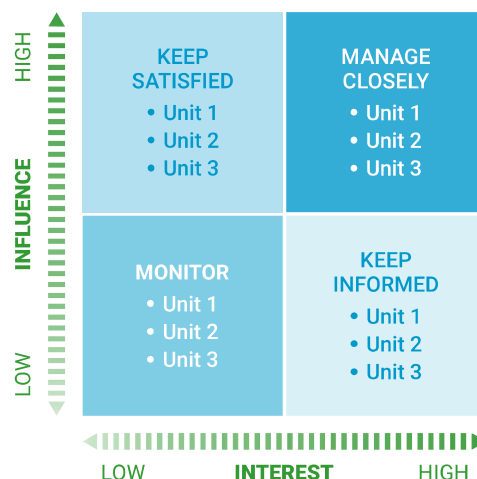 HIGH
INFLUENCE
LOW
KEEP
SATISFIED
• Unit 1
• Unit 2
• Unit 3
MANAGE
CLOSELY
• Unit 1
• Unit 2
• Unit 3
MONITOR
• Unit 1
• Unit 2
• Unit 3
KEEP
INFORMED
• Unit 1
• Unit 2
• Unit 3
LOW
INTEREST
HIGH